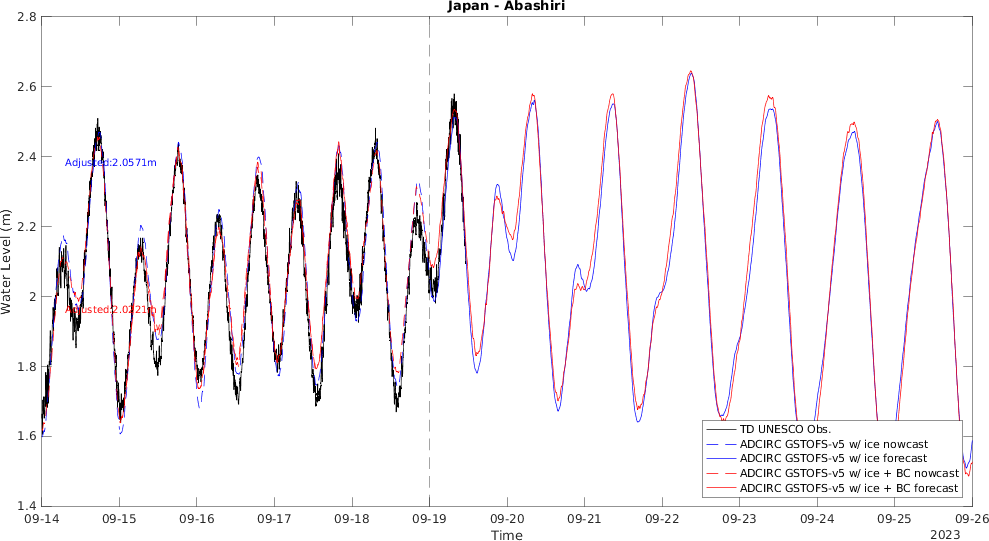 Japan - Abashiri
2.8
2.6
2.4
2.2
2
1.8
1.6
1.4
Water Level (m)
Adjusted:2.0571m
Adjusted:2.0221m
TD UNESCO Obs.
ADCIRC GSTOFS-v5 w/ ice nowcast
ADCIRC GSTOFS-v5 w/ ice forecast
ADCIRC GSTOFS-v5 w/ ice + BC nowcast
ADCIRC GSTOFS-v5 w/ ice + BC forecast
09-14 09-15 09-16 09-17 09-18 09-19 09-20 09-21 09-22 09-23 09-24 09-25 09-26
Time
2023